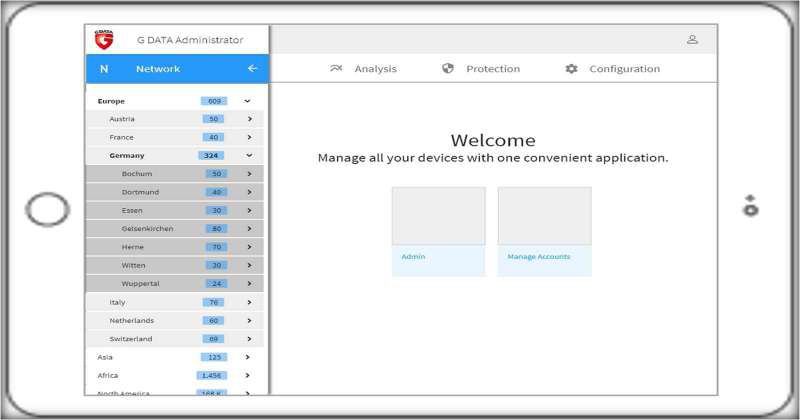 G DATA
G DATA Administrator
N Network
Analysis Protection Configuration
Europe 609
Austria 50
France 40
Germany 324
Bochum 50
Dortmund 40
Essen 30
Gelsenkirchen 80
Herne 70
Witten 30
Wuppertal 24
Italy 76
Netherlands 60
Switzerland 69
Asia 125
Africa 1.456
North America 168 K
Welcome
Manage all your devices with one convenient application.
Admin
Manage Accounts